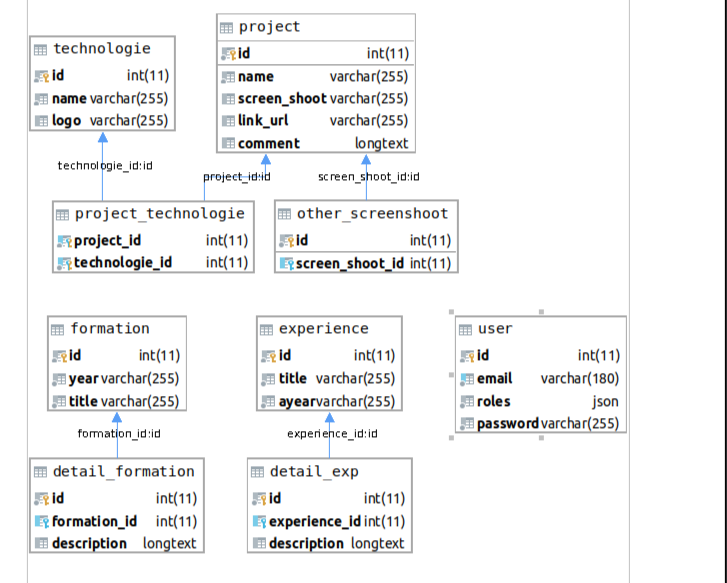 technologie
id int(11)
name varchar(255)
logo varchar(255)
project
id int(11)
name varchar(255)
screen_shoot varchar(255)
link_url varchar(255)
comment longtext
technologie_id:id
project_id:id
screen_shoot_id:id
project_technologie
project_id int(11)
technologie_id int(11)
other_screenshoot
id int(11)
screen_shoot_id int(11)
formation
id int(11)
year varchar(255)
title varchar(255)
experience
id int(11)
title varchar(255)
ayear varchar(255)
user
id int(11)
email varchar(180)
roles json
password varchar(255)
formation_id:id
experience_id:id
detail_formation
id int(11)
formation_id int(11)
description longtext
detail_exp
id int(11)
experience_id int(11)
description longtext